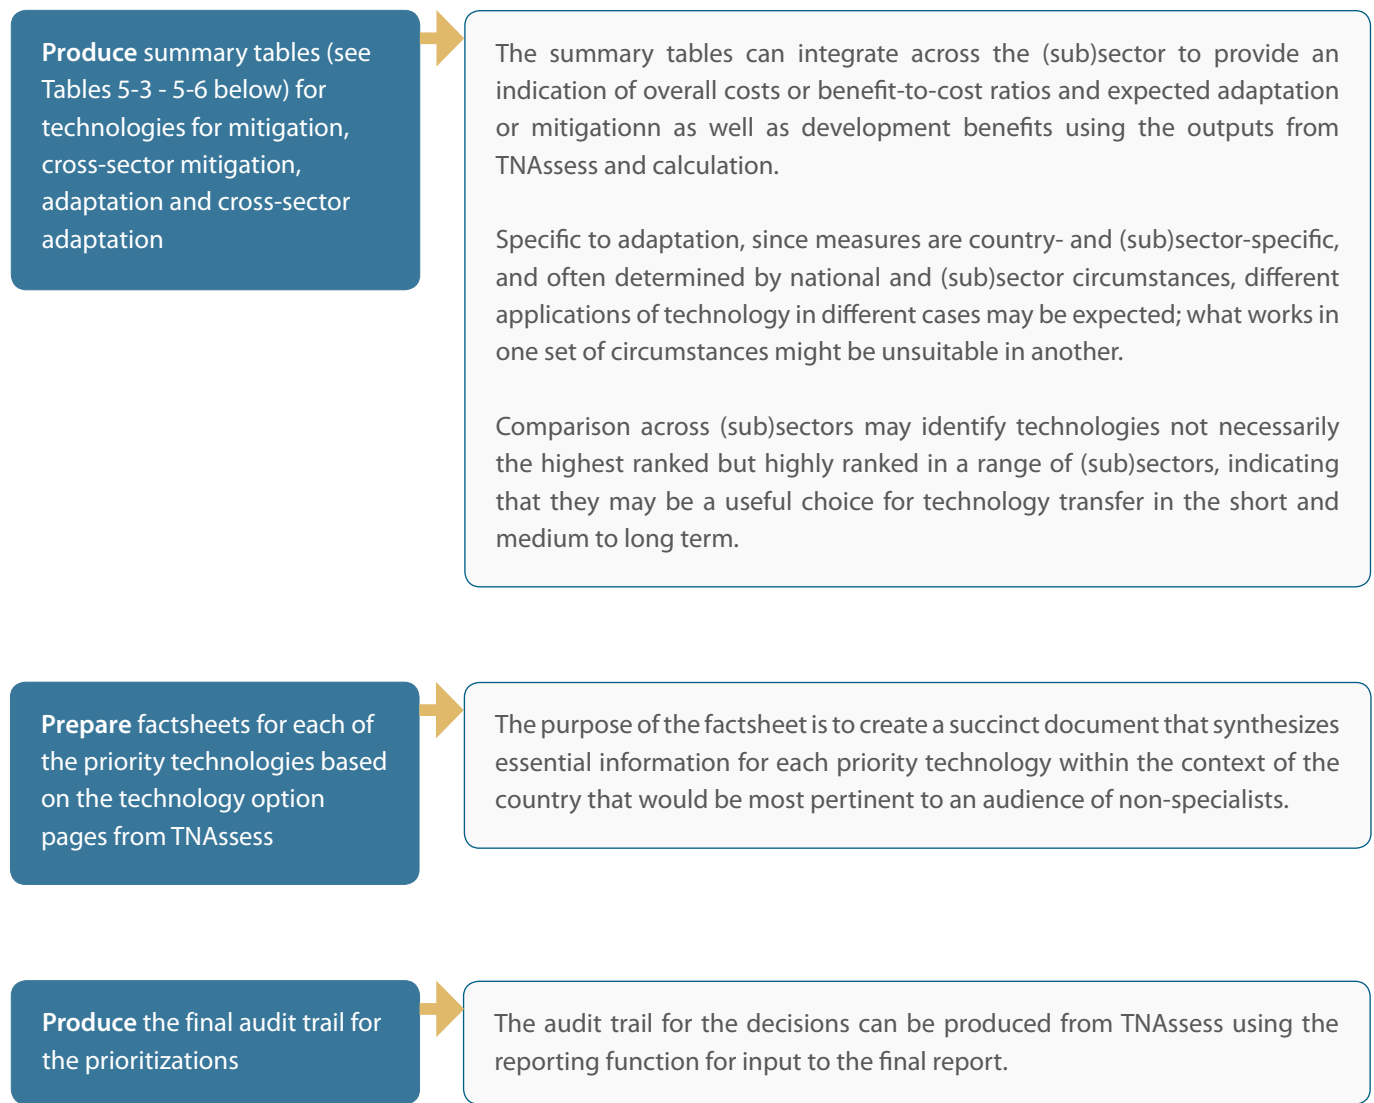 Produce summary tables (see
Tables 5-3 - 5-6 below) for
technologies for mitigation,
cross-sector mitigation,
adaptation and cross-sector
adaptation
The summary tables can integrate across the (sub)sector to provide an
indication of overall costs or benefit-to-cost ratios and expected adaptation
or mitigationn as well as development benefits using the outputs from
TNAssess and calculation.
Specific to adaptation, since measures are country- and (sub)sector-specific,
and often determined by national and (sub)sector circumstances, different
applications of technology in different cases may be expected; what works in
one set of circumstances might be unsuitable in another.
Comparison across (sub)sectors may identify technologies not necessarily
the highest ranked but highly ranked in a range of (sub)sectors, indicating
that they may be a useful choice for technology transfer in the short and
medium to long term.
Prepare factsheets for each of
the priority technologies based
on the technology option
pages from TNAssess
The purpose of the factsheet is to create a succinct document that synthesizes
essential information for each priority technology within the context of the
country that would be most pertinent to an audience of non-specialists.
Produce the final audit trail for
the prioritizations
The audit trail for the decisions can be produced from TNAssess using the
reporting function for input to the final report.